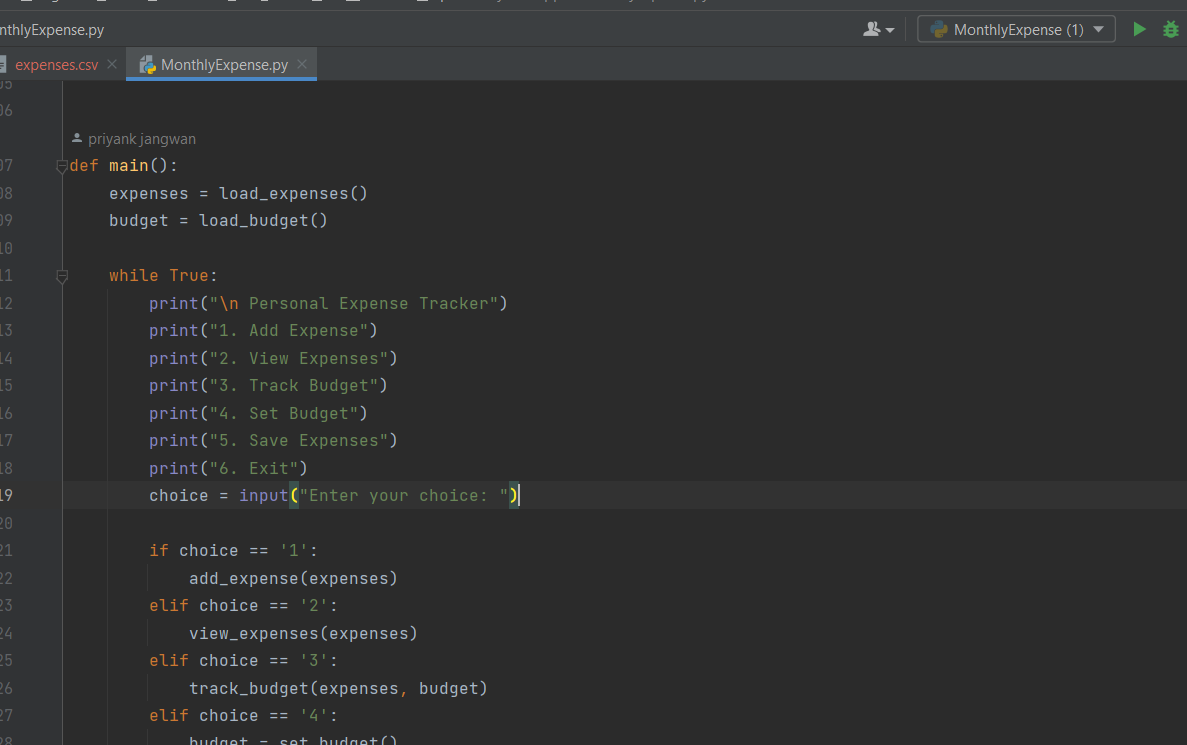 nthlyExpense.py
MonthlyExpense (1)
expenses.csv
MonthlyExpense.py
05
06
priyank jangwan
07 def main():
08 expenses = load_expenses()
09 budget = load_budget()
10
11 while True:
12 print("\n Personal Expense Tracker")
13 print("1. Add Expense")
14 print("2. View Expenses")
15 print("3. Track Budget")
16 print("4. Set Budget")
17 print("5. Save Expenses")
18 print("6. Exit")
19 choice = input("Enter your choice: ")
20
21 if choice == '1':
22 add_expense(expenses)
23 elif choice == '2':
24 view_expenses(expenses)
25 elif choice == '3':
26 track_budget(expenses, budget)
27 elif choice == '4':
28 budget = set_budget()